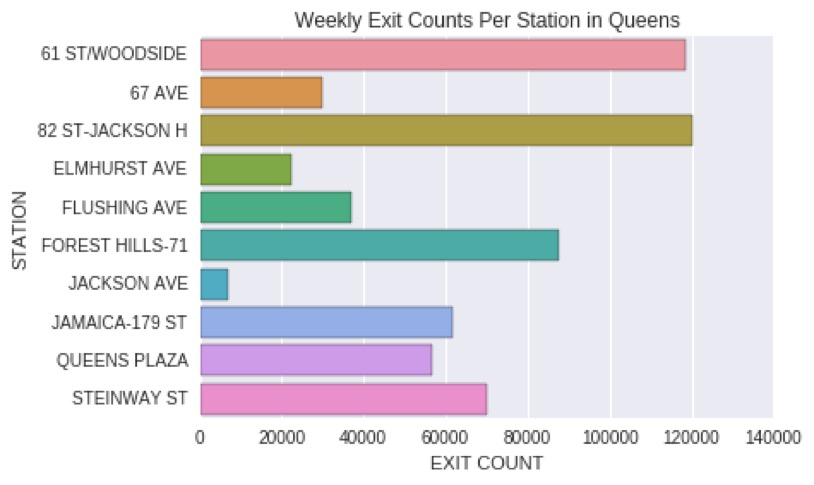 Weekly Exit Counts Per Station in Queens
61 ST/WOODSIDE
67 AVE
82 ST-JACKSON H
ELMHURST AVE
FLUSHING AVE
FOREST HILLS-71
JACKSON AVE
JAMAICA-179 ST
QUEENS PLAZA
STEINWAY ST
STATION
0 20000 40000 60000 80000 100000 120000 140000
EXIT COUNT